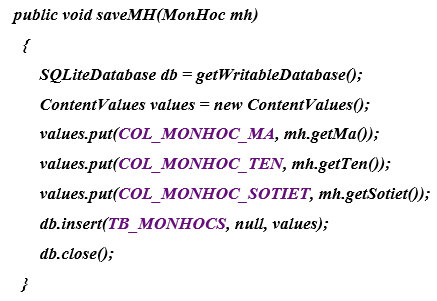 public void saveMH(MonHoc mh)
{
SQLiteDatabase db = getWritableDatabase();
ContentValues values = new ContentValues();
values.put(COL_MONHOC_MA, mh.getMa());
values.put(COL_MONHOC_TEN, mh.getTen());
values.put(COL_MONHOC_SOTIET, mh.getSotiet());
db.insert(TB_MONHOCS, null, values);
db.close();
}